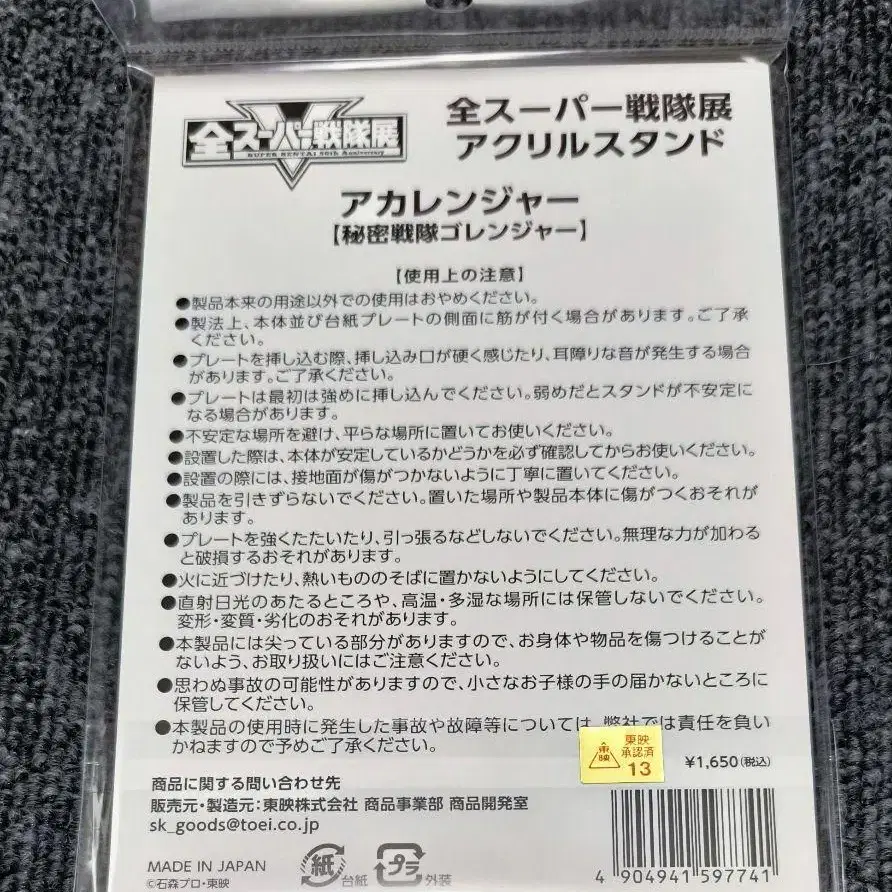 全スーパー戦隊展
SUPER SENTAI 50th Anniversary
全スーパー戦隊展
アクリルスタンド
アカレンジャー
【秘密戦隊ゴレンジャー】
【使用上の注意】
●製品本来の用途以外での使用はおやめください。
●製法上、本体並び台紙プレートの側面に筋が付く場合があります。ご了承
ください。
●プレートを挿し込む際、挿し込み口が硬く感じたり、耳障りな音が発生する場合
があります。ご了承ください。
●プレートは最初は強めに挿し込んでください。弱めだとスタンドが不安定に
なる場合があります。
●不安定な場所を避け、平らな場所に置いてお使いください。
●設置した際は、本体が安定しているかどうかを必ず確認してからお使いください。
●設置の際には、接地面が傷がつかないように丁寧に置いてください。
●製品を引きずらないでください。置いた場所や製品本体に傷がつくおそれが
あります。
●プレートを強くたたいたり、引っ張るなどしないでください。無理な力が加わる
と破損するおそれがあります。
●火に近づけたり、熱いもののそばに置かないようにしてください。
●直射日光のあたるところや、高温・多湿な場所には保管しないでください。
変形・変質・劣化のおそれがあります。
●本製品には尖っている部分がありますので、お身体や物品を傷つけることが
ないよう、お取り扱いにはご注意ください。
●思わぬ事故の可能性がありますので、小さなお子様の手の届かないところに
保管してください。
●本製品の使用時に発生した事故や故障等については、弊社では責任を負い
かねますので予めご了承ください。
東映
東映
承認済
13
¥1,650(税込)
商品に関する問い合わせ先
販売元・製造元：東映株式会社 商品事業部 商品開発室
sk_goods@toei.co.jp
MADE IN JAPAN
©石森プロ・東映
紙
台紙
プラ
外装
4 904941 597741